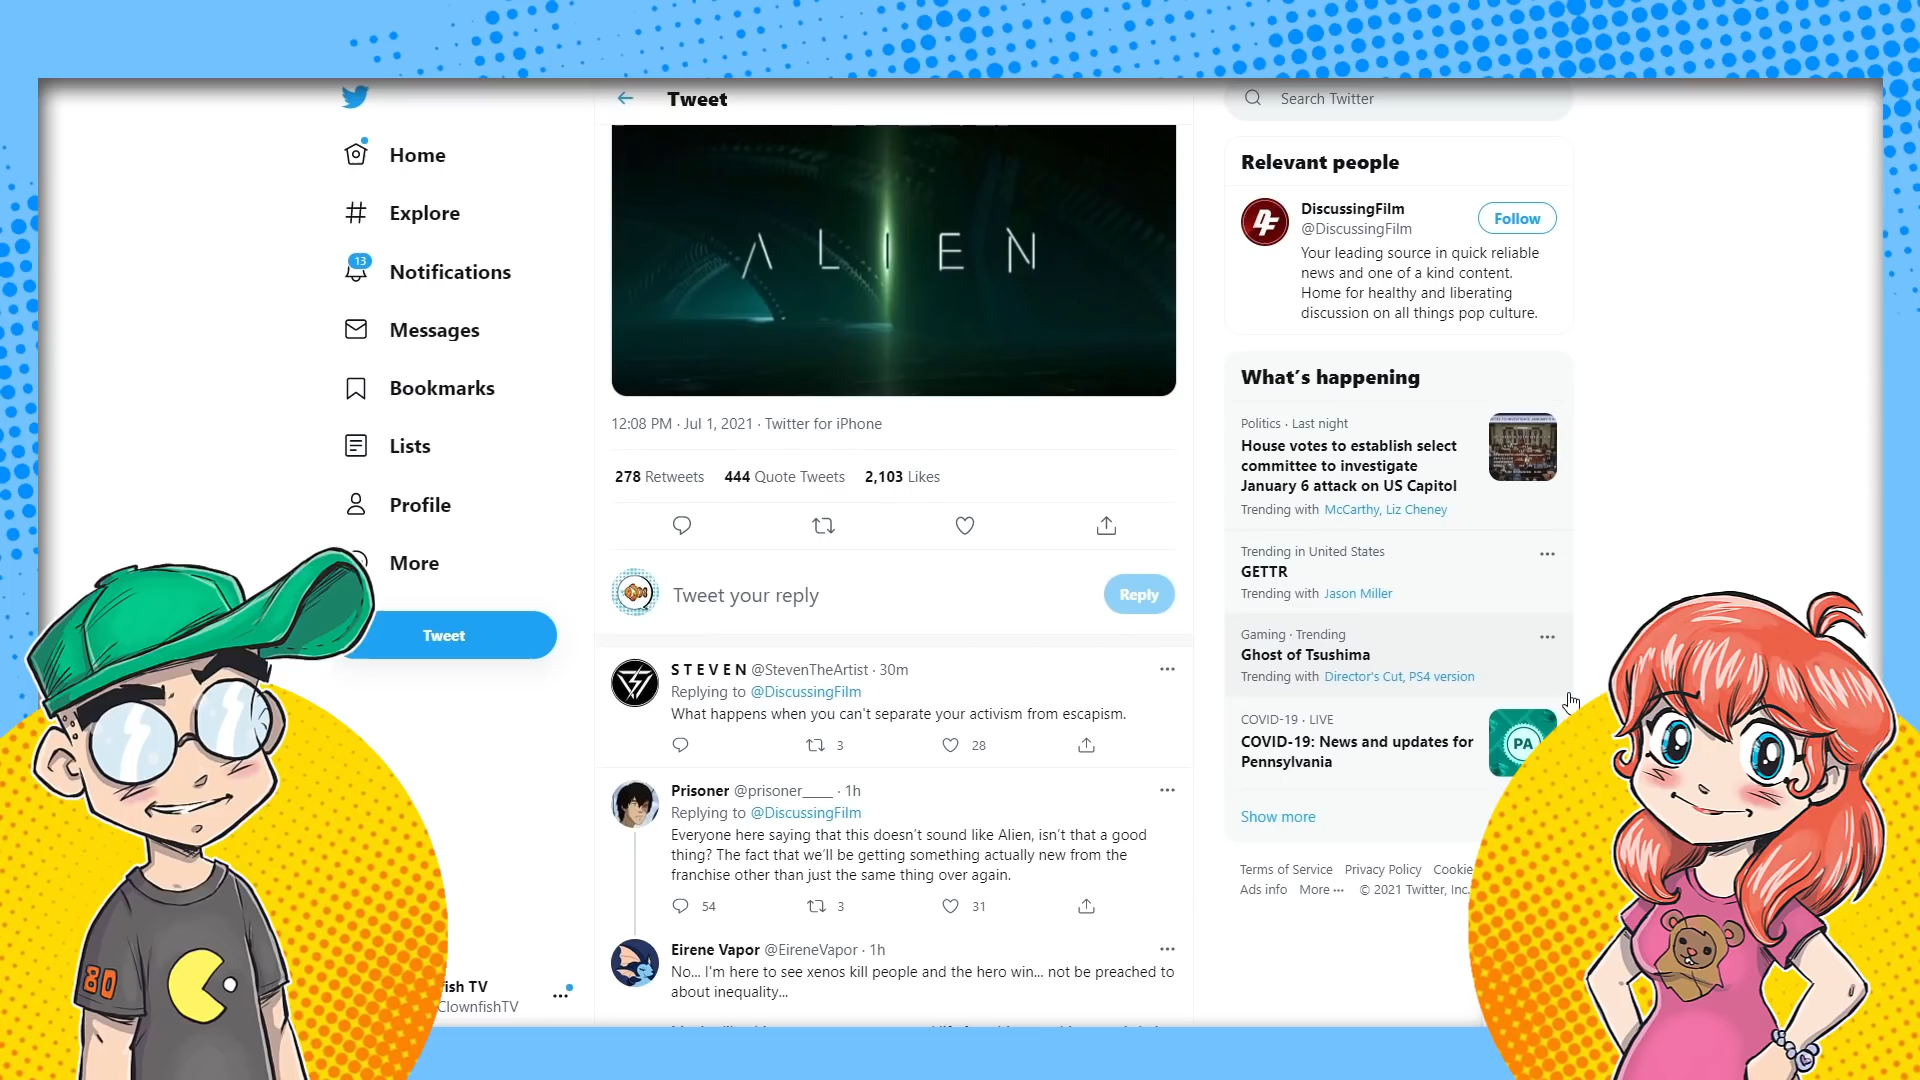 Home
Explore
13
Notifications
Messages
Bookmarks
Lists
Profile
More
Tweet
fish TV
ClownfishTV
80
Tweet
ALIEN
12:08 PM · Jul 1, 2021 · Twitter for iPhone
278 Retweets 444 Quote Tweets 2,103 Likes
Tweet your reply
Reply
S T E V E N @StevenTheArtist · 30m
Replying to @DiscussingFilm
What happens when you can't separate your activism from escapism.
3 28
Prisoner @prisoner____ · 1h
Replying to @DiscussingFilm
Everyone here saying that this doesn't sound like Alien, isn't that a good
thing? The fact that we'll be getting something actually new from the
franchise other than just the same thing over again.
54 3 31
Eirene Vapor @EireneVapor · 1h
No... I'm here to see xenos kill people and the hero win... not be preached to
about inequality...
Search Twitter
Relevant people
DiscussingFilm
@DiscussingFilm
Follow
Your leading source in quick reliable
news and one of a kind content.
Home for healthy and liberating
discussion on all things pop culture.
What's happening
Politics · Last night
House votes to establish select
committee to investigate
January 6 attack on US Capitol
Trending with McCarthy, Liz Cheney
Trending in United States
GETTR
Trending with Jason Miller
Gaming · Trending
Ghost of Tsushima
Trending with Director's Cut, PS4 version
COVID-19 · LIVE
COVID-19: News and updates for
Pennsylvania
PA
Show more
Terms of Service Privacy Policy Cookie
Ads info More ··· © 2021 Twitter, Inc.